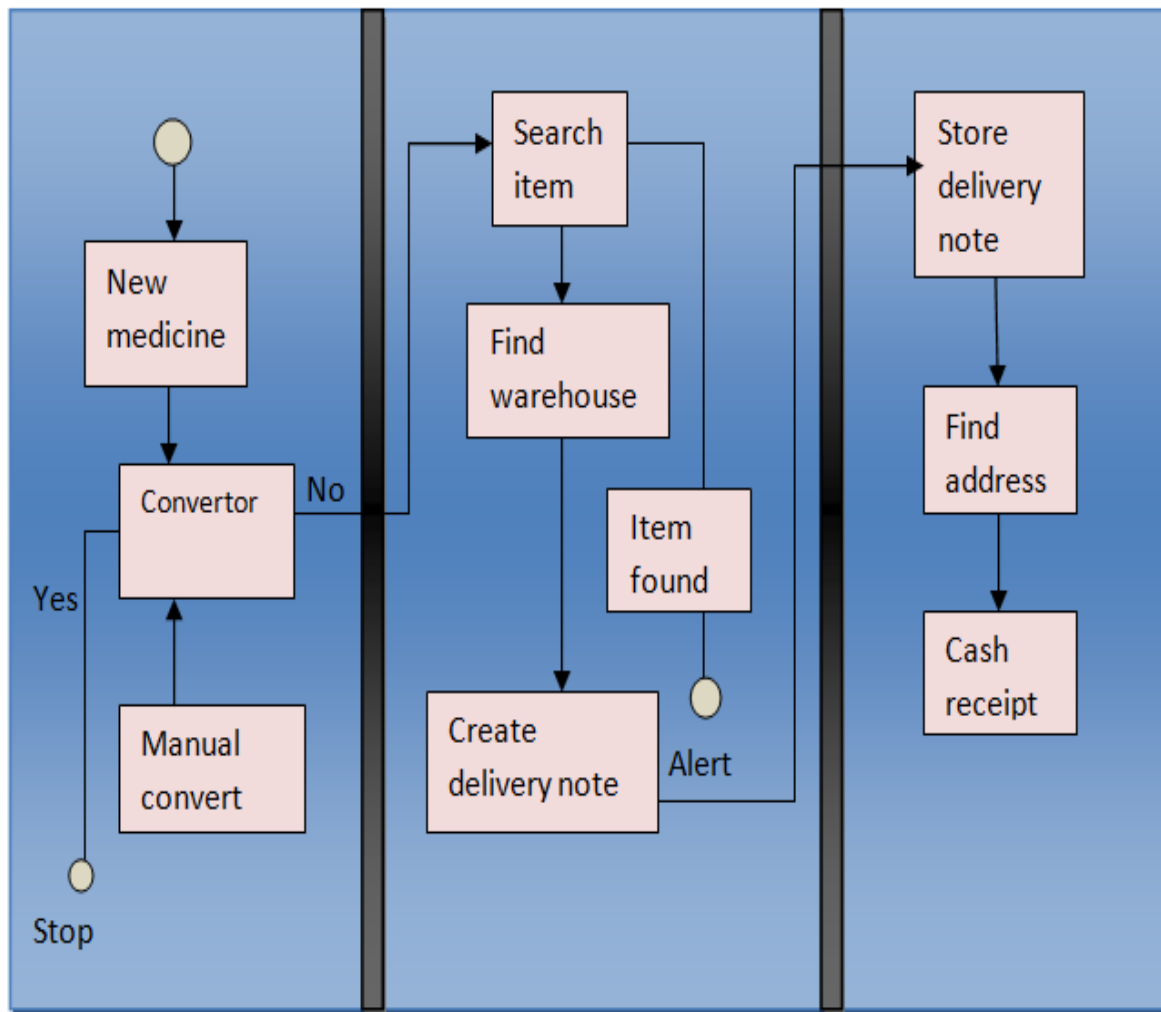 New
medicine
Convertor
No
Yes
Manual
convert
Stop
Search
item
Find
warehouse
Item
found
Create
delivery note
Alert
Store
delivery
note
Find
address
Cash
receipt